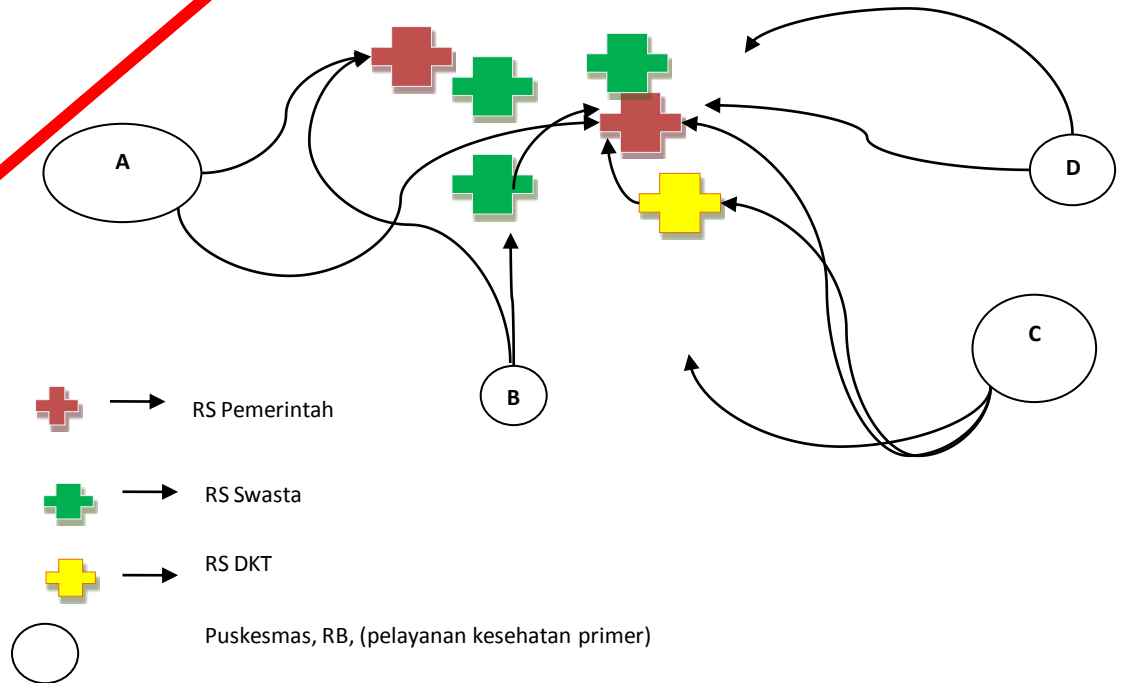 A
D
C
B
RS Pemerintah
RS Swasta
RS DKT
Puskesmas, RB, (pelayanan kesehatan primer)